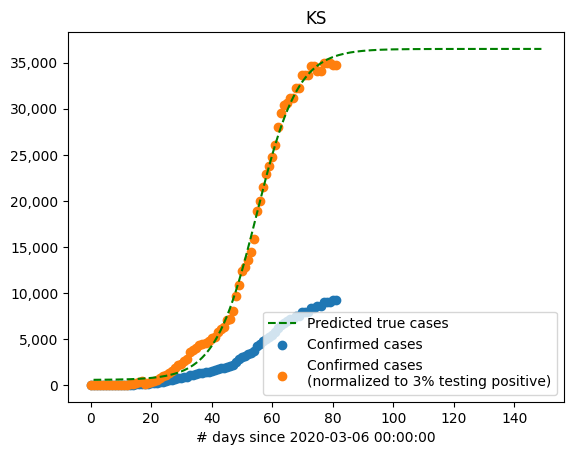 KS
35,000
30,000
25,000
20,000
15,000
10,000
5,000
0
Predicted true cases
Confirmed cases
Confirmed cases
(normalized to 3% testing positive)
0 20 40 60 80 100 120 140
# days since 2020-03-06 00:00:00